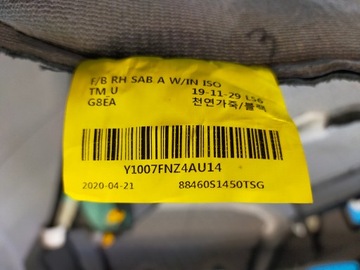 F/B RH SAB A W/IN ISO
TM_U 19-11-29 LS6
G8EA 천연가죽/블랙
Y1007FNZ4AU14
2020-04-21 88460S1450TSG